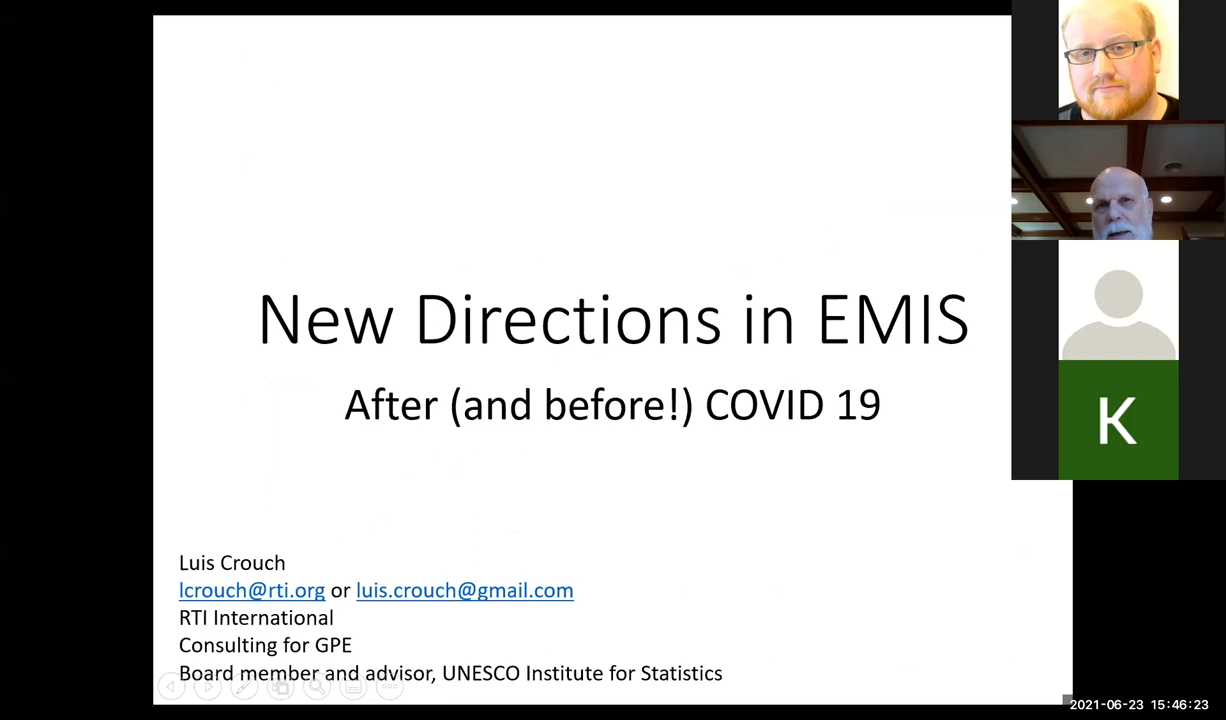 New Directions in EMIS
After (and before!) COVID 19
Luis Crouch
lcrouch@rti.org or luis.crouch@gmail.com
RTI International
Consulting for GPE
Board member and advisor, UNESCO Institute for Statistics
K
2021-06-23 15:46:23